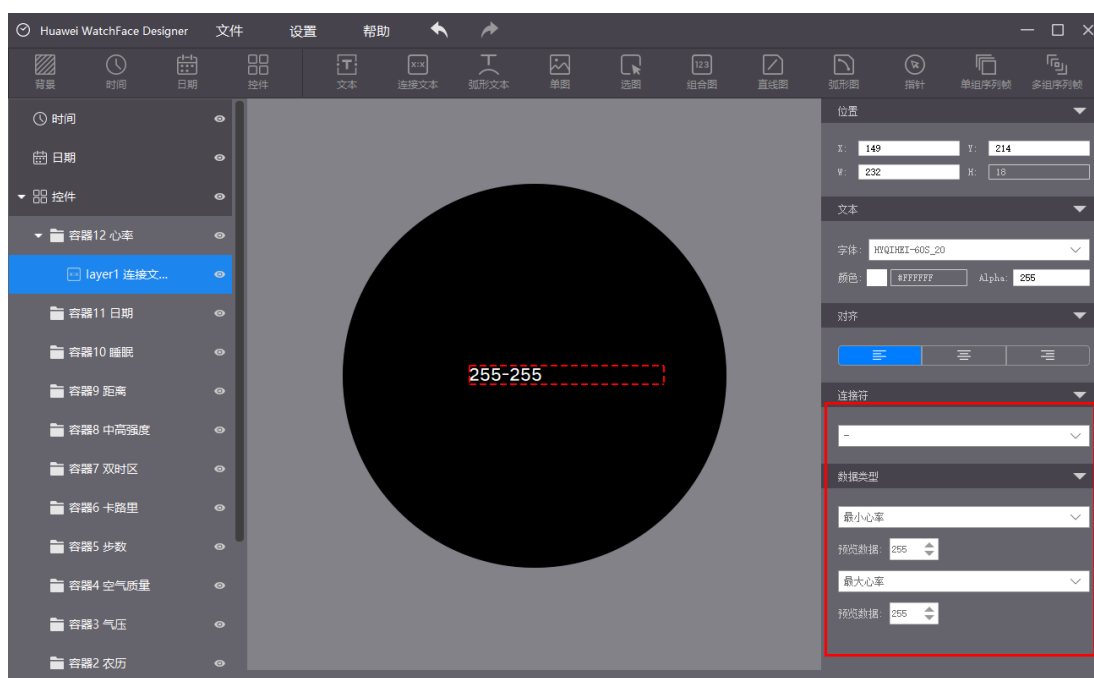 Huawei WatchFace Designer 文件 设置 帮助
背景 时间 日期 控件 文本 连接文本 弧形文本 单图 选图 组合图 直线图 弧形图 指针 单组序列帧 多组序列帧
时间
日期
控件
容器12 心率
layer1 连接文...
容器11 日期
容器10 睡眠
容器9 距离
容器8 中高强度
容器7 双时区
容器6 卡路里
容器5 步数
容器4 空气质量
容器3 气压
容器2 农历
255-255
位置
X: 149 Y: 214
W: 232 H: 18
文本
字体: HYQIHEI-60S_20
颜色: #FFFFFF Alpha: 255
对齐
连接符
-
数据类型
最小心率
预览数据: 255
最大心率
预览数据: 255